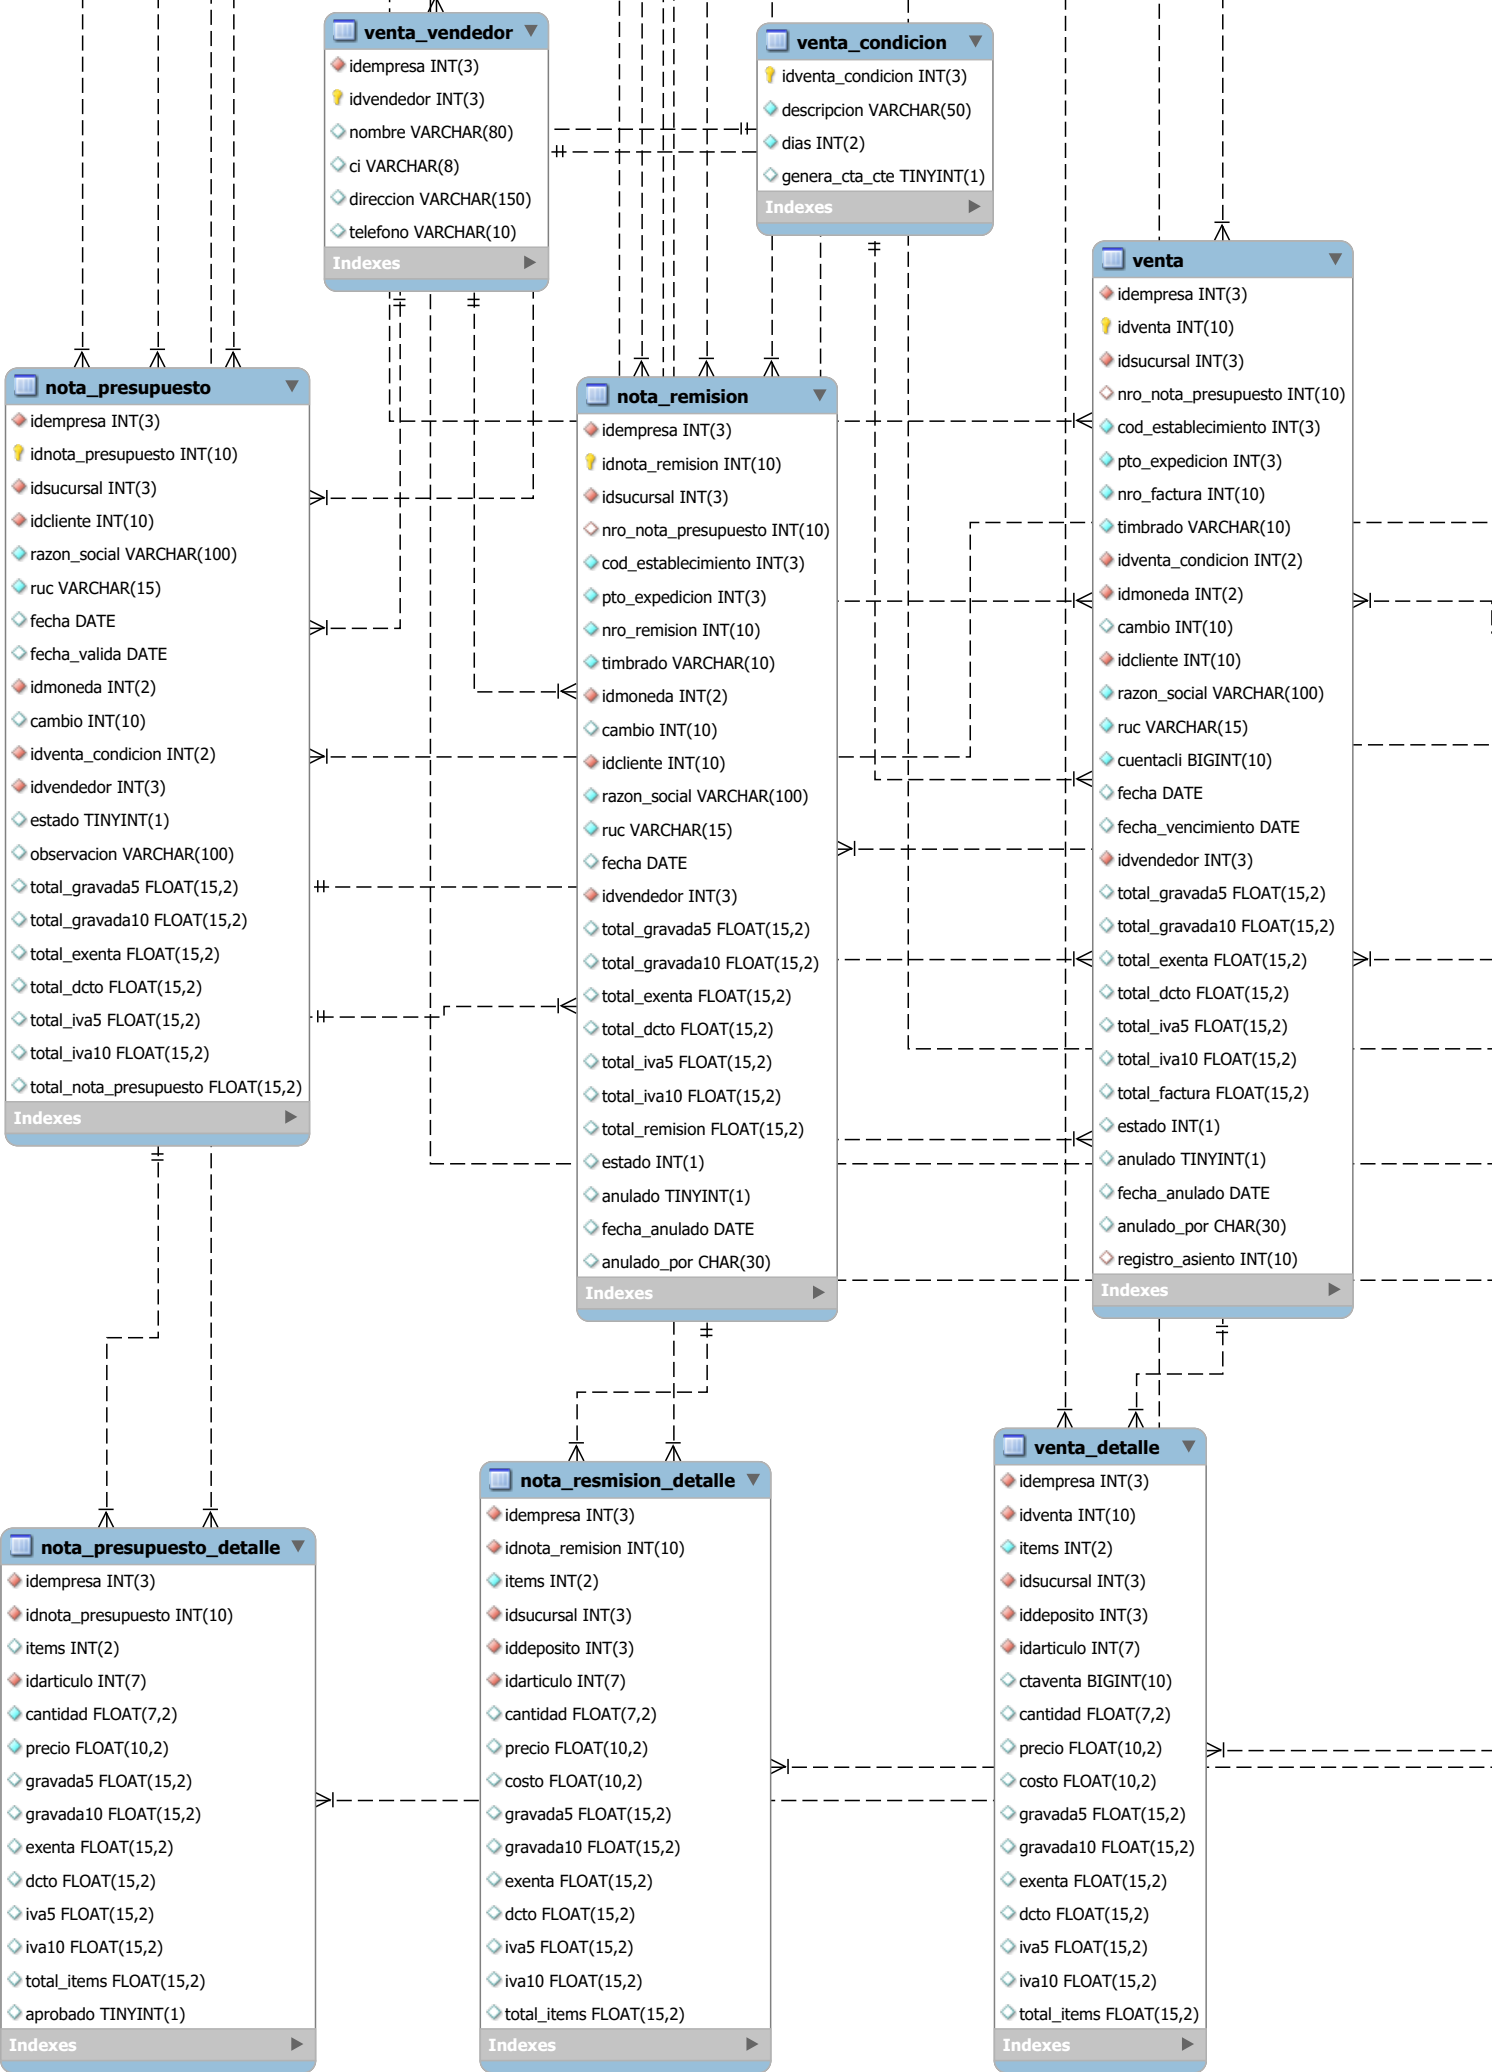 venta_vendedor
idempresa INT(3)
idvendedor INT(3)
nombre VARCHAR(80)
ci VARCHAR(8)
direccion VARCHAR(150)
telefono VARCHAR(10)
Indexes
venta_condicion
idventa_condicion INT(3)
descripcion VARCHAR(50)
dias INT(2)
genera_cta_cte TINYINT(1)
Indexes
venta
idempresa INT(3)
idventa INT(10)
idsucursal INT(3)
nro_nota_presupuesto INT(10)
cod_establecimiento INT(3)
pto_expedicion INT(3)
nro_factura INT(10)
timbrado VARCHAR(10)
idventa_condicion INT(2)
idmoneda INT(2)
cambio INT(10)
idcliente INT(10)
razon_social VARCHAR(100)
ruc VARCHAR(15)
cuentacli BIGINT(10)
fecha DATE
fecha_vencimiento DATE
idvendedor INT(3)
total_gravada5 FLOAT(15,2)
total_gravada10 FLOAT(15,2)
total_exenta FLOAT(15,2)
total_dcto FLOAT(15,2)
total_iva5 FLOAT(15,2)
total_iva10 FLOAT(15,2)
total_factura FLOAT(15,2)
estado INT(1)
anulado TINYINT(1)
fecha_anulado DATE
anulado_por CHAR(30)
registro_asiento INT(10)
Indexes
nota_presupuesto
idempresa INT(3)
idnota_presupuesto INT(10)
idsucursal INT(3)
idcliente INT(10)
razon_social VARCHAR(100)
ruc VARCHAR(15)
fecha DATE
fecha_valida DATE
idmoneda INT(2)
cambio INT(10)
idventa_condicion INT(2)
idvendedor INT(3)
estado TINYINT(1)
observacion VARCHAR(100)
total_gravada5 FLOAT(15,2)
total_gravada10 FLOAT(15,2)
total_exenta FLOAT(15,2)
total_dcto FLOAT(15,2)
total_iva5 FLOAT(15,2)
total_iva10 FLOAT(15,2)
total_nota_presupuesto FLOAT(15,2)
Indexes
nota_remision
idempresa INT(3)
idnota_remision INT(10)
idsucursal INT(3)
nro_nota_presupuesto INT(10)
cod_establecimiento INT(3)
pto_expedicion INT(3)
nro_remision INT(10)
timbrado VARCHAR(10)
idmoneda INT(2)
cambio INT(10)
idcliente INT(10)
razon_social VARCHAR(100)
ruc VARCHAR(15)
fecha DATE
idvendedor INT(3)
total_gravada5 FLOAT(15,2)
total_gravada10 FLOAT(15,2)
total_exenta FLOAT(15,2)
total_dcto FLOAT(15,2)
total_iva5 FLOAT(15,2)
total_iva10 FLOAT(15,2)
total_remision FLOAT(15,2)
estado INT(1)
anulado TINYINT(1)
fecha_anulado DATE
anulado_por CHAR(30)
Indexes
nota_presupuesto_detalle
idempresa INT(3)
idnota_presupuesto INT(10)
items INT(2)
idarticulo INT(7)
cantidad FLOAT(7,2)
precio FLOAT(10,2)
gravada5 FLOAT(15,2)
gravada10 FLOAT(15,2)
exenta FLOAT(15,2)
dcto FLOAT(15,2)
iva5 FLOAT(15,2)
iva10 FLOAT(15,2)
total_items FLOAT(15,2)
aprobado TINYINT(1)
Indexes
nota_resmision_detalle
idempresa INT(3)
idnota_remision INT(10)
items INT(2)
idsucursal INT(3)
iddeposito INT(3)
idarticulo INT(7)
cantidad FLOAT(7,2)
precio FLOAT(10,2)
costo FLOAT(10,2)
gravada5 FLOAT(15,2)
gravada10 FLOAT(15,2)
exenta FLOAT(15,2)
dcto FLOAT(15,2)
iva5 FLOAT(15,2)
iva10 FLOAT(15,2)
total_items FLOAT(15,2)
Indexes
venta_detalle
idempresa INT(3)
idventa INT(10)
items INT(2)
idsucursal INT(3)
iddeposito INT(3)
idarticulo INT(7)
ctaventa BIGINT(10)
cantidad FLOAT(7,2)
precio FLOAT(10,2)
costo FLOAT(10,2)
gravada5 FLOAT(15,2)
gravada10 FLOAT(15,2)
exenta FLOAT(15,2)
dcto FLOAT(15,2)
iva5 FLOAT(15,2)
iva10 FLOAT(15,2)
total_items FLOAT(15,2)
Indexes